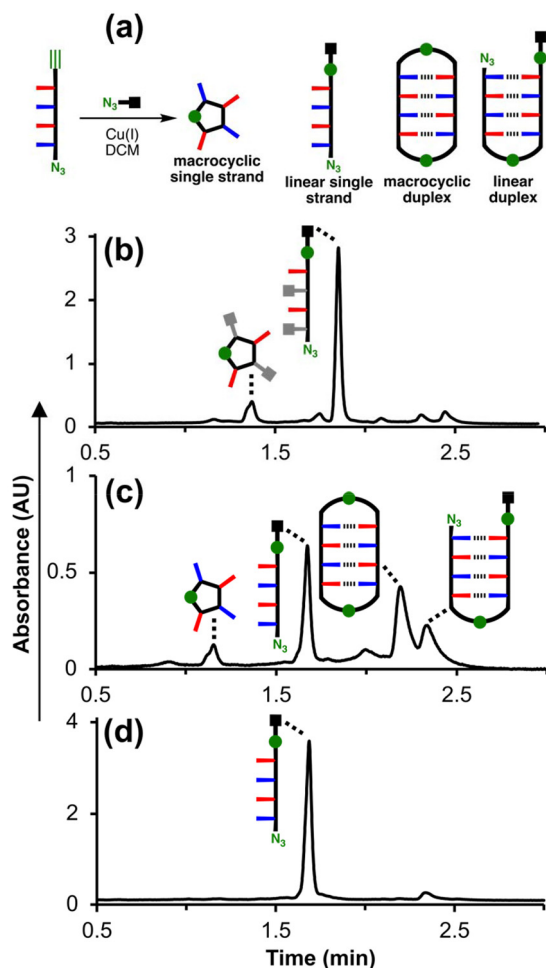 (a)
N3
Cu(I)
DCM
N3
macrocyclic
single strand
N3
linear single
strand
macrocyclic
duplex
N3
linear
duplex
(b)
3
2
1
0
N3
0.5
1.5
2.5
(c)
1
0.5
0
N3
N3
0.5
1.5
2.5
(d)
4
2
0
N3
0.5
1.5
2.5
Absorbance (AU)
Time (min)